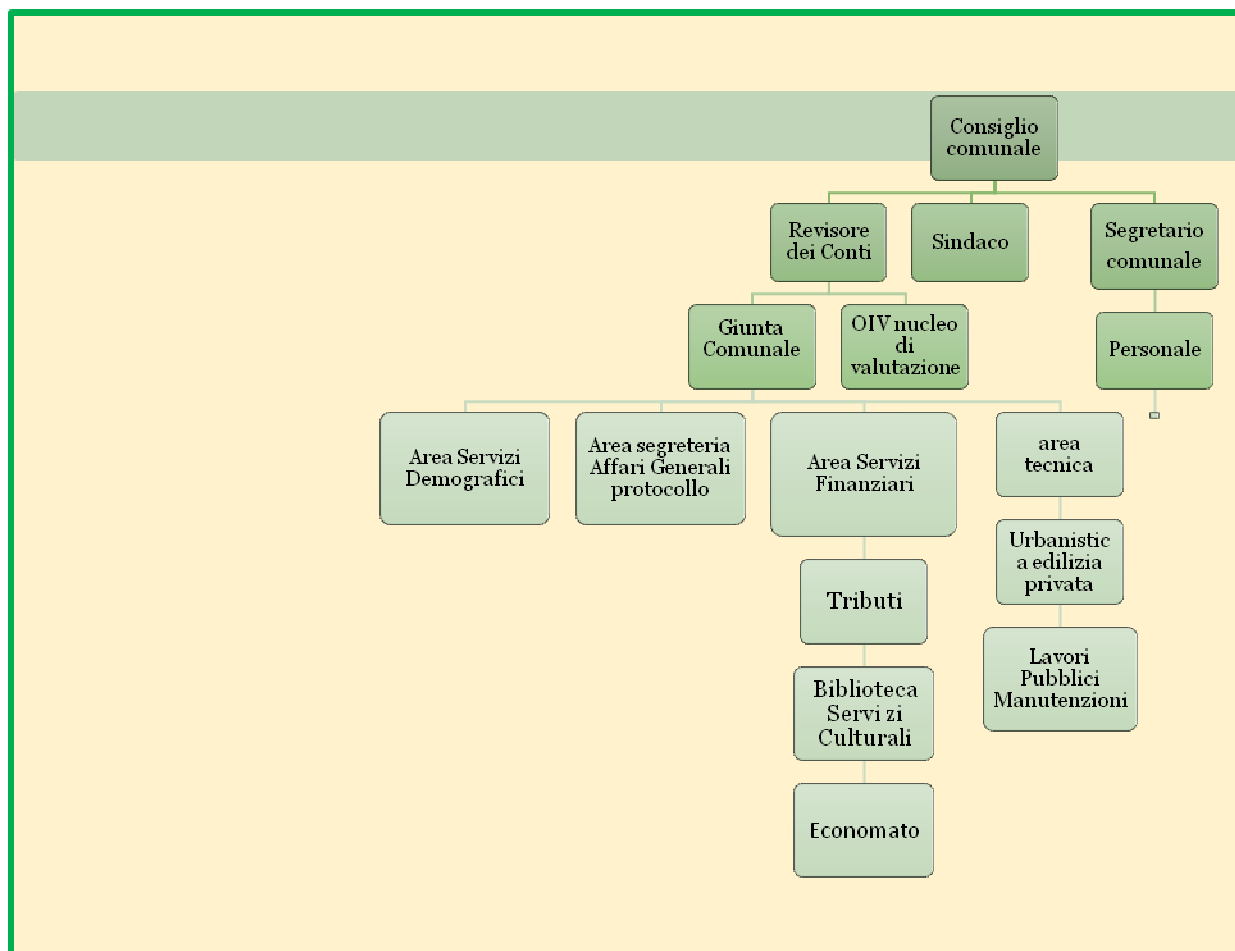 Consiglio
comunale
Revisore
dei Conti
Sindaco
Segretario
comunale
Giunta
Comunale
OIV nucleo
di
valutazione
Personale
Area Servizi
Demografici
Area segreteria
Affari Generali
protocollo
Area Servizi
Finanziari
area
tecnica
Urbanistic
a edilizia
privata
Tributi
Lavori
Pubblici
Manutenzioni
Biblioteca
Servi zi
Culturali
Economato